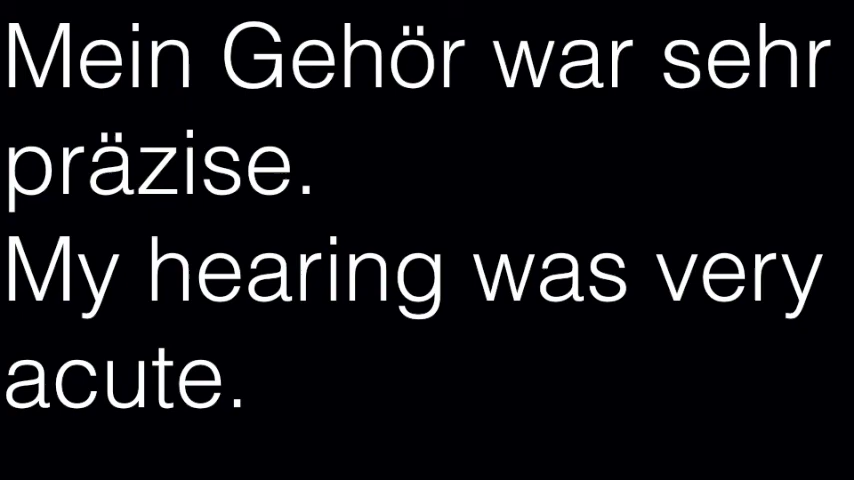 Mein Gehör war sehr
präzise.
My hearing was very
acute.